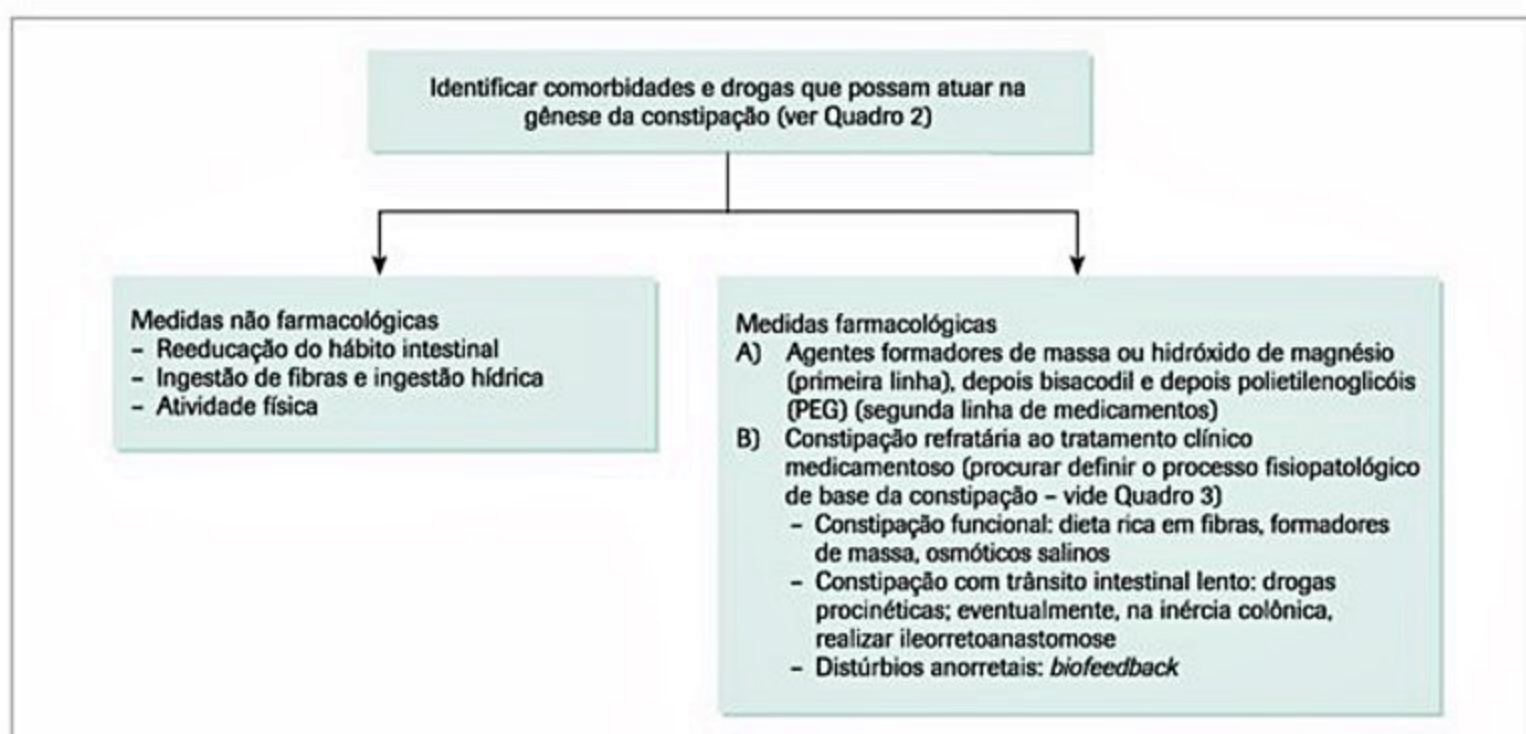 Identificar comorbidades e drogas que possam atuar na
gênese da constipação (ver Quadro 2)
Medidas não farmacológicas
– Reeducação do hábito intestinal
– Ingestão de fibras e ingestão hídrica
– Atividade física
Medidas farmacológicas
A) Agentes formadores de massa ou hidróxido de magnésio
(primeira linha), depois bisacodil e depois polietilenoglicóis
(PEG) (segunda linha de medicamentos)
B) Constipação refratária ao tratamento clínico
medicamentoso (procurar definir o processo fisiopatológico
de base da constipação – vide Quadro 3)
– Constipação funcional: dieta rica em fibras, formadores
de massa, osmóticos salinos
– Constipação com trânsito intestinal lento: drogas
procinéticas; eventualmente, na inércia colônica,
realizar ileorretoanastomose
– Distúrbios anorretais: biofeedback